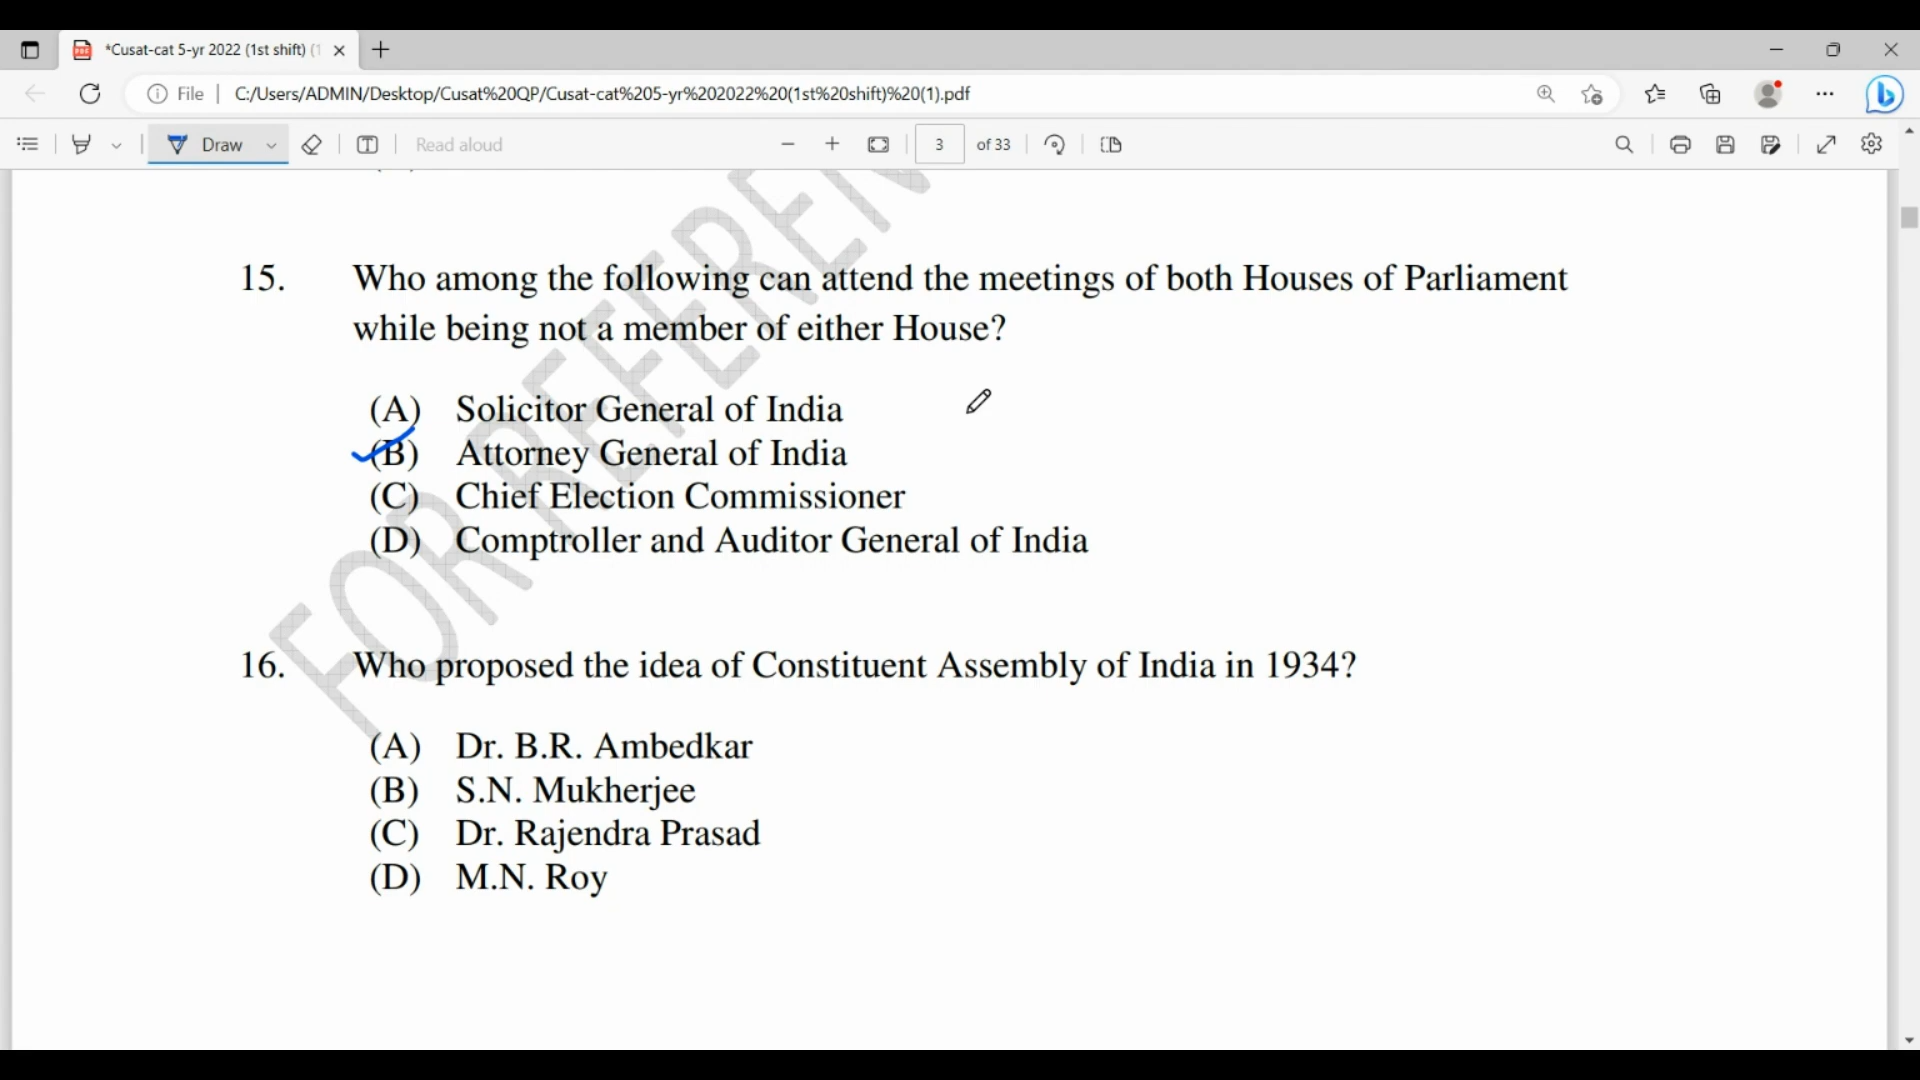 *Cusat-cat 5-yr 2022 (1st shift) (1
File | C:/Users/ADMIN/Desktop/Cusat%20QP/Cusat-cat%205-yr%202022%20(1st%20shift)%20(1).pdf
Draw Read aloud 3 of 33
15. Who among the following can attend the meetings of both Houses of Parliament
while being not a member of either House?
(A) Solicitor General of India
(B) Attorney General of India
(C) Chief Election Commissioner
(D) Comptroller and Auditor General of India
16. Who proposed the idea of Constituent Assembly of India in 1934?
(A) Dr. B.R. Ambedkar
(B) S.N. Mukherjee
(C) Dr. Rajendra Prasad
(D) M.N. Roy
FOR REFEREN